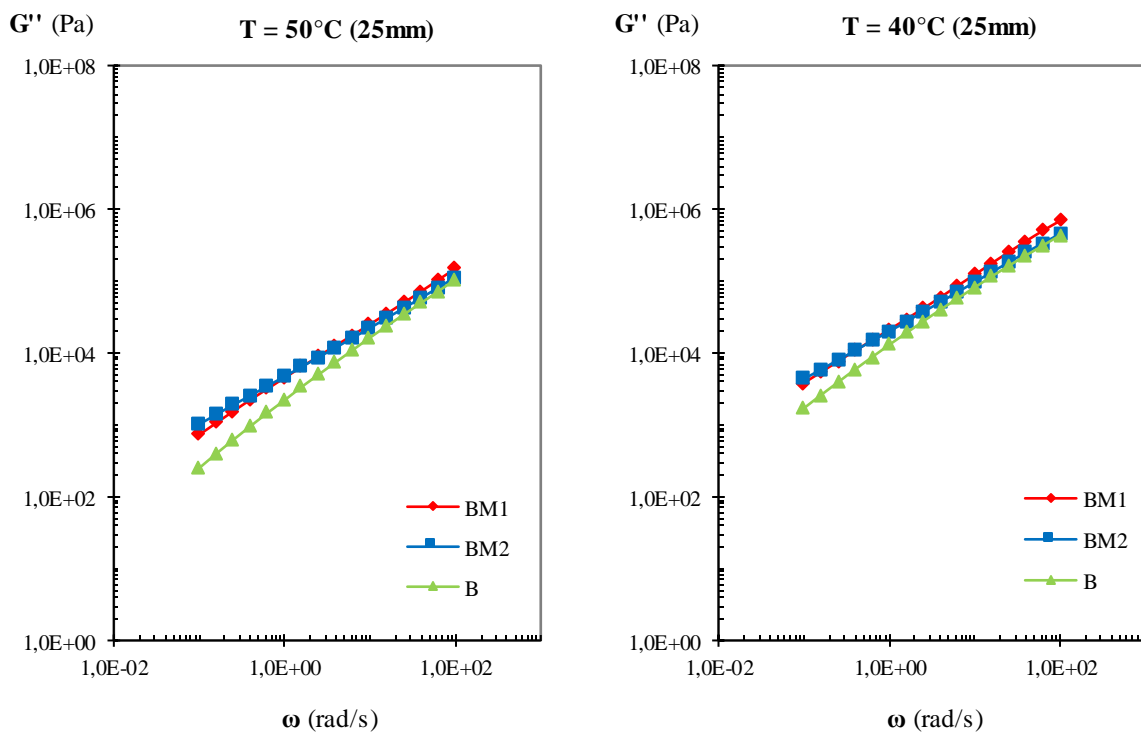 G'' (Pa)
T = 50°C (25mm)
1,0E+08
1,0E+06
1,0E+04
1,0E+02
1,0E+00
1,0E-02
1,0E+00
1,0E+02
BM1
BM2
B
ω (rad/s)
G'' (Pa)
T = 40°C (25mm)
1,0E+08
1,0E+06
1,0E+04
1,0E+02
1,0E+00
1,0E-02
1,0E+00
1,0E+02
BM1
BM2
B
ω (rad/s)